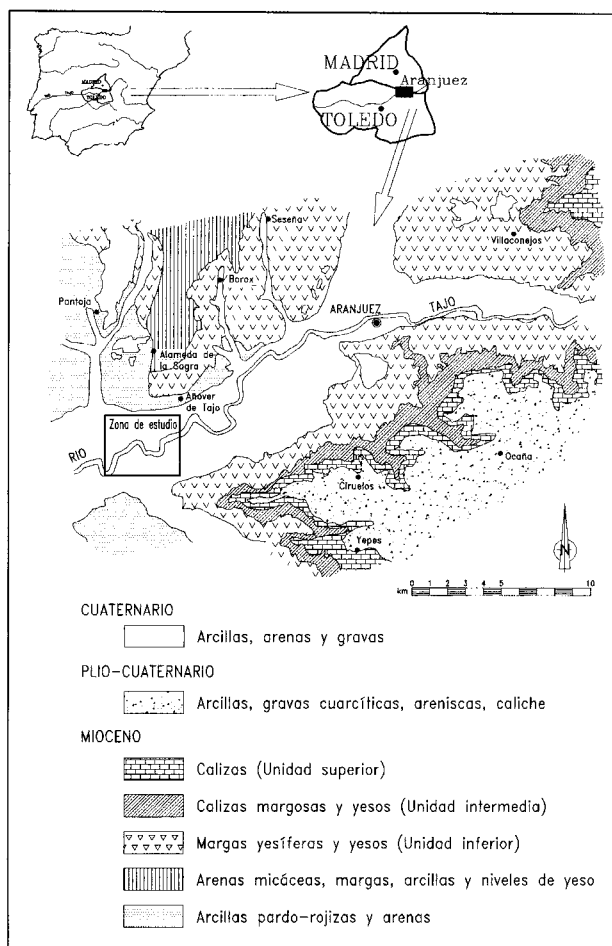 MADRID
TOLEDO
MADRID
Aranjuez
TOLEDO
Seseña
Villaconejos
Borox
Pantoja
ARANJUEZ
TAJO
Alameda de
la Sagra
Añover
de Tajo
Zona de estudio
RIO
Ocaña
Ciruelos
Yepes
N
km 0 1 2 3 4 5 10
CUATERNARIO
Arcillas, arenas y gravas
PLIO-CUATERNARIO
Arcillas, gravas cuarcíticas, areniscas, caliche
MIOCENO
Calizas (Unidad superior)
Calizas margosas y yesos (Unidad intermedia)
Margas yesíferas y yesos (Unidad inferior)
Arenas micáceas, margas, arcillas y niveles de yeso
Arcillas pardo-rojizas y arenas